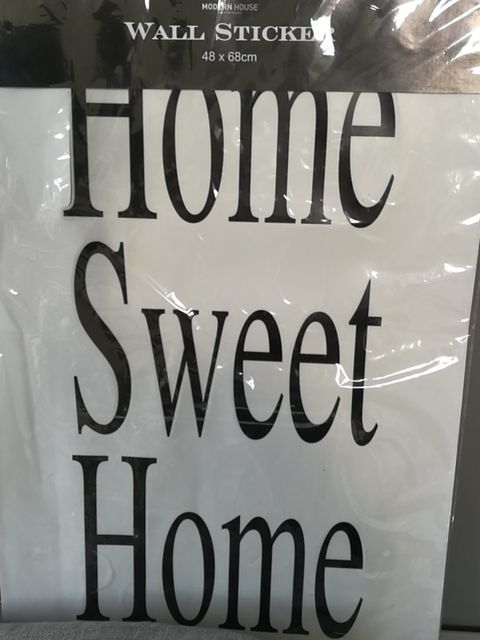 MODERN HOUSE
WALL STICKER
48 x 68cm
Home
Sweet
Home